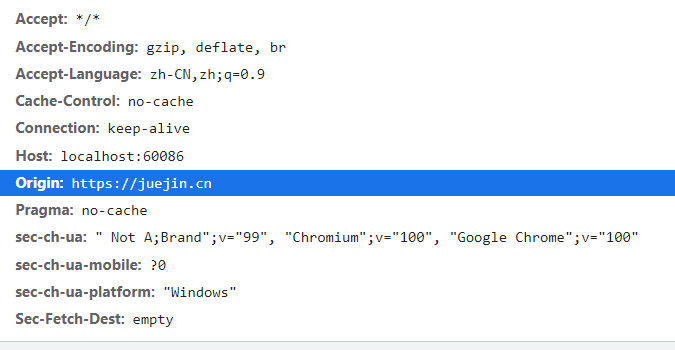 Accept: */*
Accept-Encoding: gzip, deflate, br
Accept-Language: zh-CN,zh;q=0.9
Cache-Control: no-cache
Connection: keep-alive
Host: localhost:60086
Origin: https://juejin.cn
Pragma: no-cache
sec-ch-ua: " Not A;Brand";v="99", "Chromium";v="100", "Google Chrome";v="100"
sec-ch-ua-mobile: ?0
sec-ch-ua-platform: "Windows"
Sec-Fetch-Dest: empty